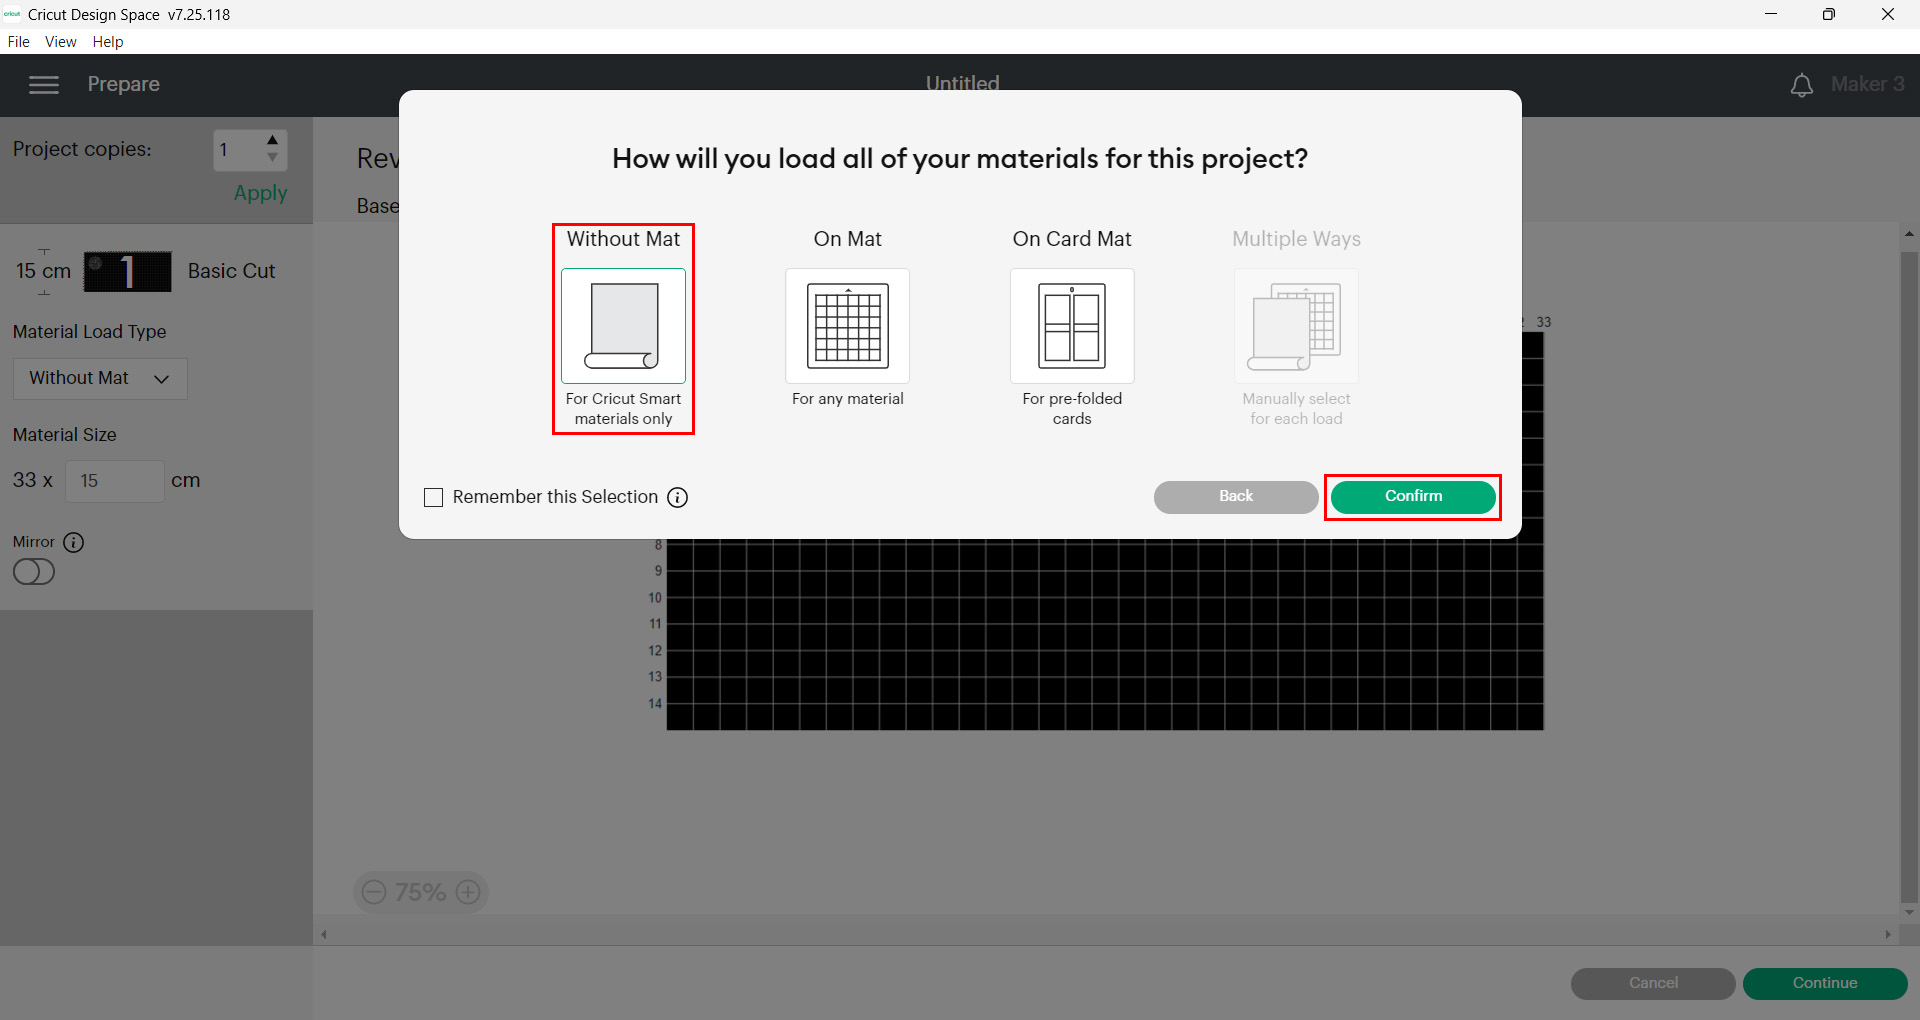 cricut Cricut Design Space v7.25.118
File View Help
Prepare
Untitled
Maker 3
Project copies:
1
Apply
15 cm
1
Basic Cut
Material Load Type
Without Mat
Material Size
33 x
15
cm
Mirror
Rev
Base
How will you load all of your materials for this project?
Without Mat
For Cricut Smart
materials only
On Mat
For any material
On Card Mat
For pre-folded
cards
Multiple Ways
Manually select
for each load
Remember this Selection
Back
Confirm
33
8
9
10
11
12
13
14
75%
Cancel
Continue